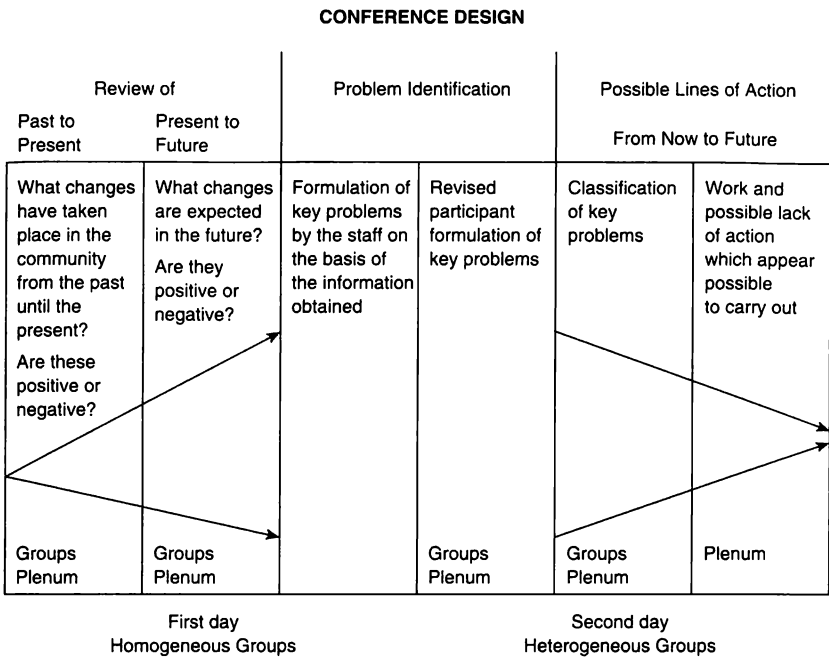 CONFERENCE DESIGN
Review of
Past to
Present
Present to
Future
Problem Identification
Possible Lines of Action
From Now to Future
What changes
have taken
place in the
community
from the past
until the
present?
Are these
positive or
negative?
Groups
Plenum
What changes
are expected
in the future?
Are they
positive or
negative?
Groups
Plenum
Formulation of
key problems
by the staff on
the basis of
the information
obtained
Revised
participant
formulation of
key problems
Groups
Plenum
Classification
of key
problems
Groups
Plenum
Work and
possible lack
of action
which appear
possible
to carry out
Plenum
First day
Homogeneous Groups
Second day
Heterogeneous Groups